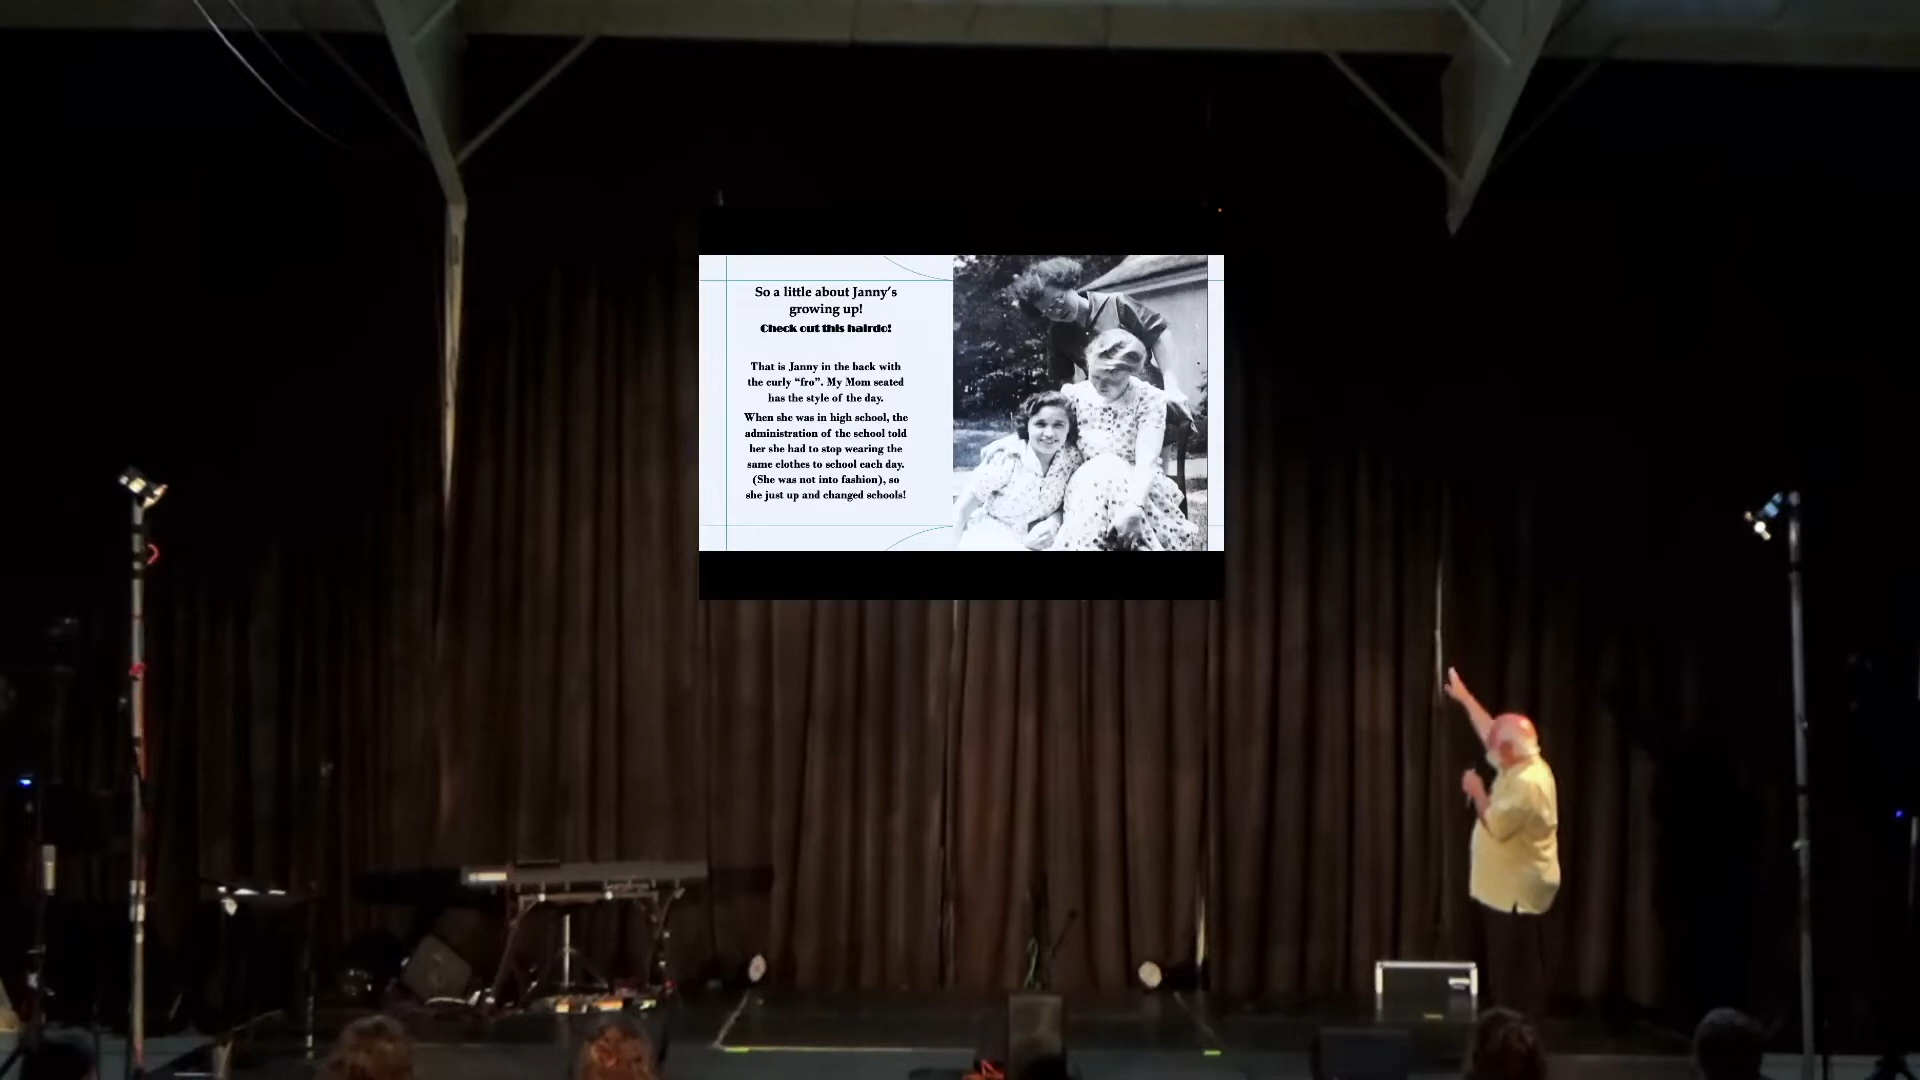 So a little about Janny's
growing up!
Check out this hairdo!
That is Janny in the back with
the curly “fro”. My Mom seated
has the style of the day.
When she was in high school, the
administration of the school told
her she had to stop wearing the
same clothes to school each day.
(She was not into fashion), so
she just up and changed schools!